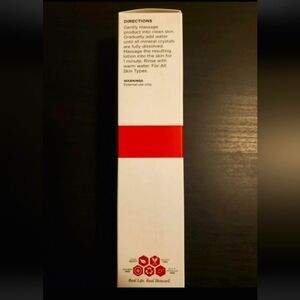 DIRECTIONS
Gently massage
product into clean skin.
Gradually add water
until all mineral crystals
are fully dissolved.
Massage the resulting
lotion into the skin for
1 minute. Rinse with
warm water. For All
Skin Types.
WARNINGS
External use only.
Real Life. Real Skincare.